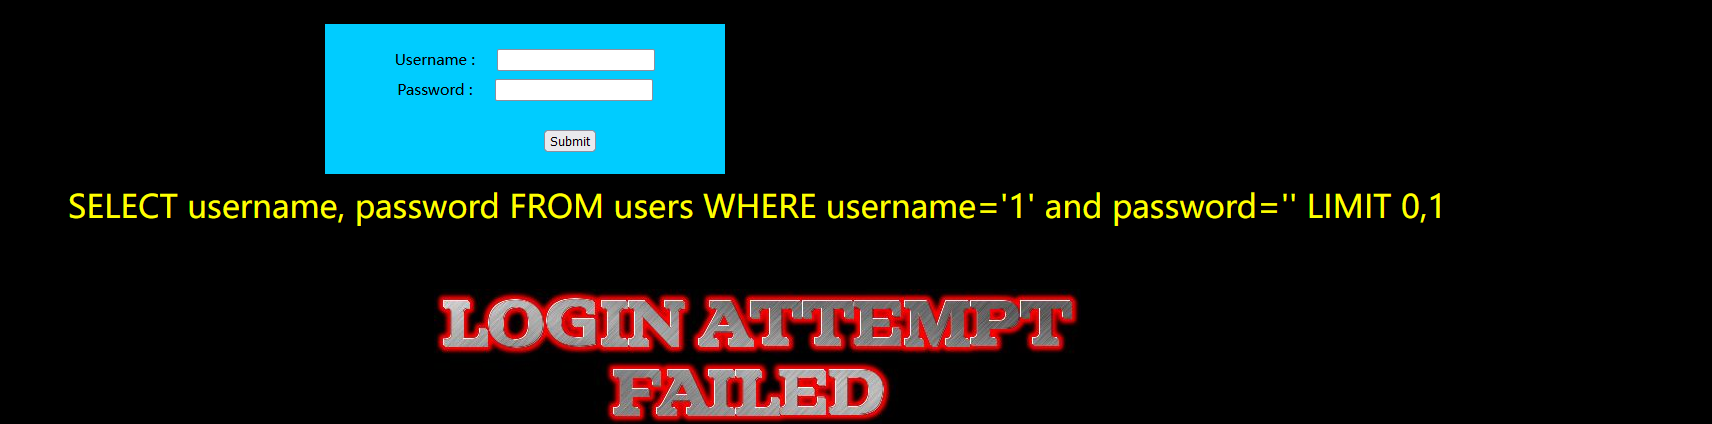 Username :
Password :
Submit
SELECT username, password FROM users WHERE username='1' and password='' LIMIT 0,1
LOGIN ATTEMPT
FAILED